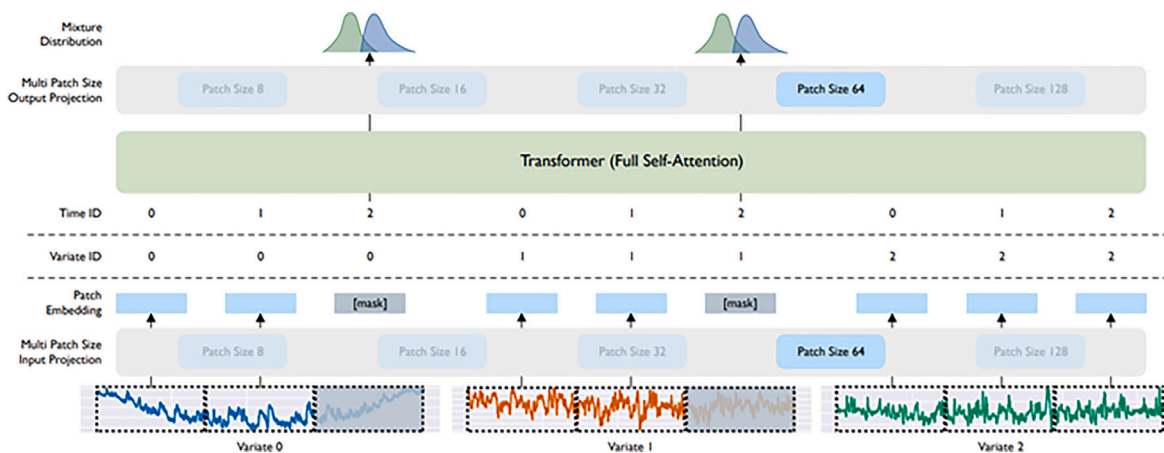 Mixture
Distribution
Multi Patch Size
Output Projection
Patch Size 8 Patch Size 16 Patch Size 32 Patch Size 64 Patch Size 128
Transformer (Full Self-Attention)
Time ID 0 1 2 0 1 2 0 1 2
Variate ID 0 0 0 1 1 1 2 2 2
Patch
Embedding
[mask] [mask]
Multi Patch Size
Input Projection
Patch Size 8 Patch Size 16 Patch Size 32 Patch Size 64 Patch Size 128
Variate 0 Variate 1 Variate 2